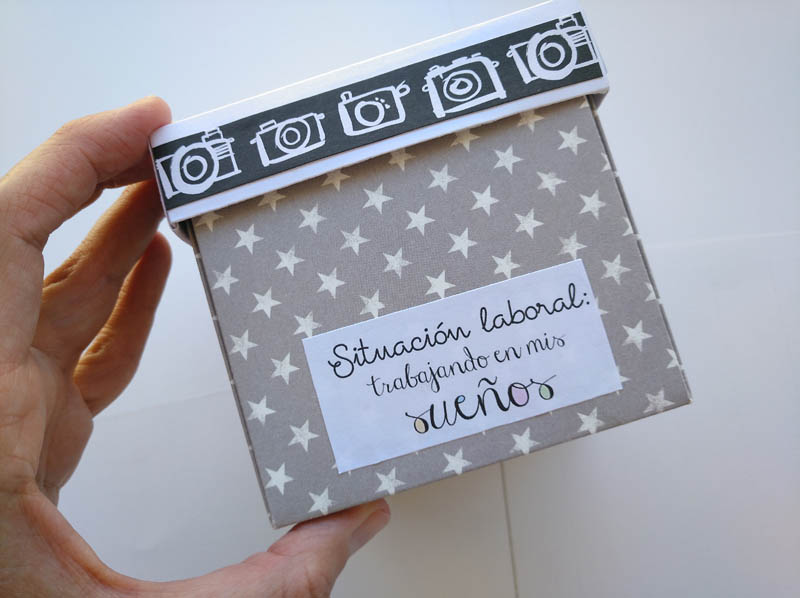 Situación laboral:
trabajando en mis
sueños